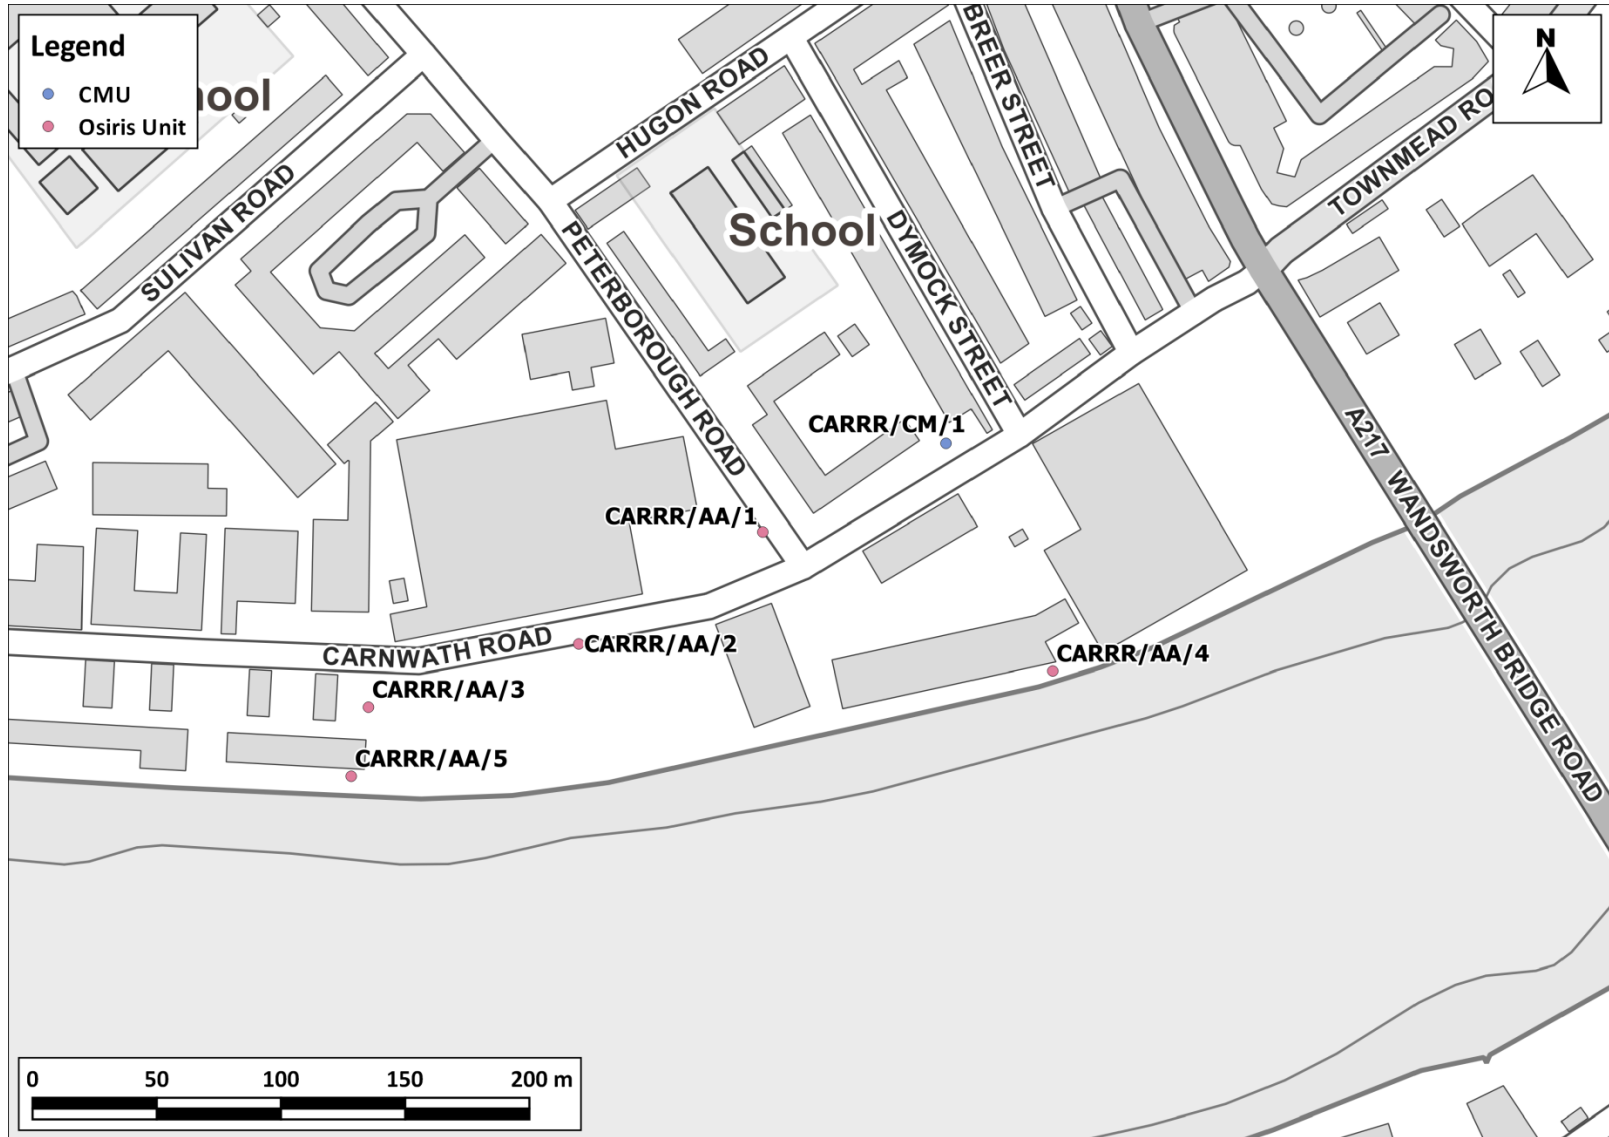 Legend
CMU
Osiris Unit
hool
N
HUGON ROAD
BREER STREET
TOWNMEAD RO
SULIVAN ROAD
School
PETERBOROUGH ROAD
DYMOCK STREET
CARRR/CM/1
A217 WANDSWORTH BRIDGE ROAD
CARRR/AA/1
CARNWATH ROAD
CARRR/AA/2
CARRR/AA/4
CARRR/AA/3
CARRR/AA/5
0 50 100 150 200 m